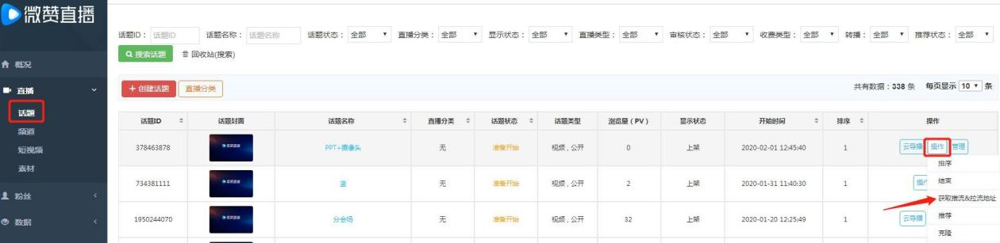 微赞直播
话题ID： 话题ID 话题名称： 话题名称 话题状态： 全部 直播分类： 全部 显示状态： 全部 直播类型： 全部 审核状态： 全部 收费类型： 全部 转播： 全部 推荐状态： 全部
搜索话题 回收站(搜索)
概况
直播
+ 创建话题 直播分类 共有数据：338 条 每页显示 10 条
话题
话题ID 话题封面 话题名称 直播分类 话题状态 话题类型 浏览量（PV） 显示状态 开始时间 排序 操作
频道
378463878 PPT+摄像头 无 准备开始 视频，公开 0 上架 2020-02-01 12:45:40 1 云导播 操作 管理
短视频
排序
素材
734381111 竖 无 准备开始 视频，公开 2 上架 2020-01-31 11:40:30 1 结束
粉丝
获取推流&拉流地址
1950244070 分会场 无 准备开始 视频，公开 32 上架 2020-01-20 12:25:49 1 云导播 推荐
数据
克隆